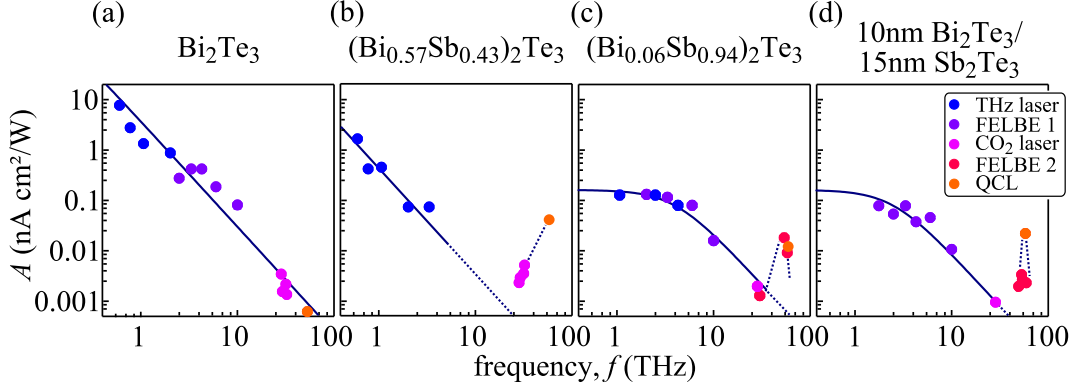 (a)
Bi₂Te₃
(b)
(Bi₀.₅₇Sb₀.₄₃)₂Te₃
(c)
(Bi₀.₀₆Sb₀.₉₄)₂Te₃
(d)
10nm Bi₂Te₃/
15nm Sb₂Te₃
A (nA cm²/W)
10
1
0.1
0.01
0.001
THz laser
FELBE 1
CO₂ laser
FELBE 2
QCL
1 10 100 1 10 100 1 10 100 1 10 100
frequency, f (THz)